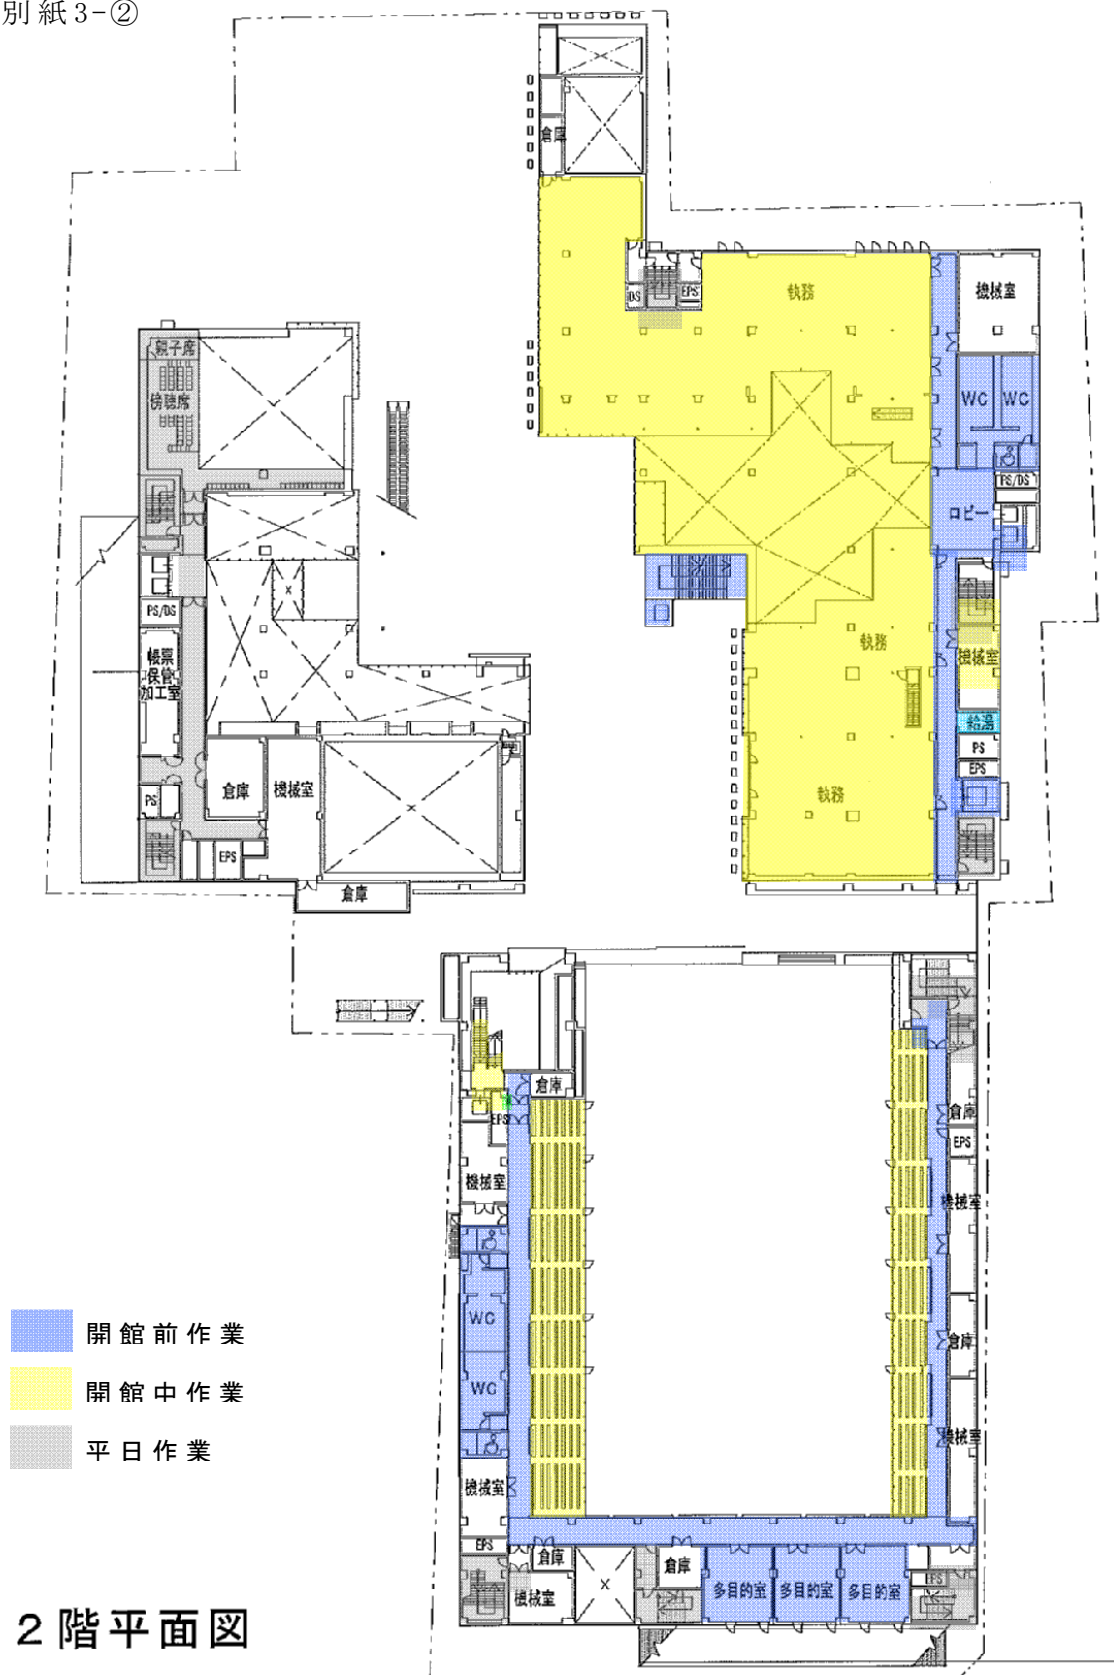 別紙3-②
倉庫
執務
DS
EPS
機械室
親子席
傍聴席
WC
WC
PS/DS
ロビー
PS/DS
執務
帳票
保管
加工室
機械室
給湯
PS
EPS
倉庫
機械室
執務
PS
EPS
倉庫
倉庫
EPS
倉庫
EPS
機械室
機械室
WC
倉庫
WC
機械室
機械室
EPS
倉庫
倉庫
EPS
機械室
多目的室
多目的室
多目的室
開館前作業
開館中作業
平日作業
2階平面図